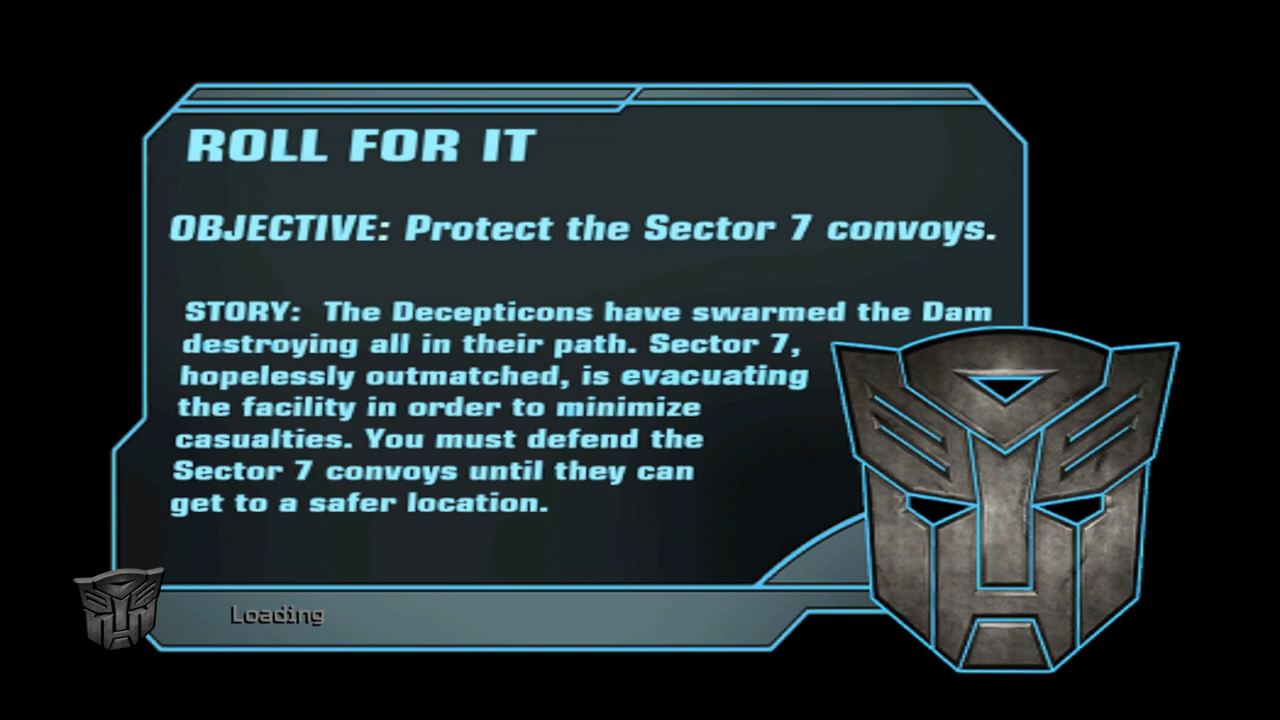 ROLL FOR IT
OBJECTIVE: Protect the Sector 7 convoys.
STORY: The Decepticons have swarmed the Dam
destroying all in their path. Sector 7,
hopelessly outmatched, is evacuating
the facility in order to minimize
casualties. You must defend the
Sector 7 convoys until they can
get to a safer location.
Loading